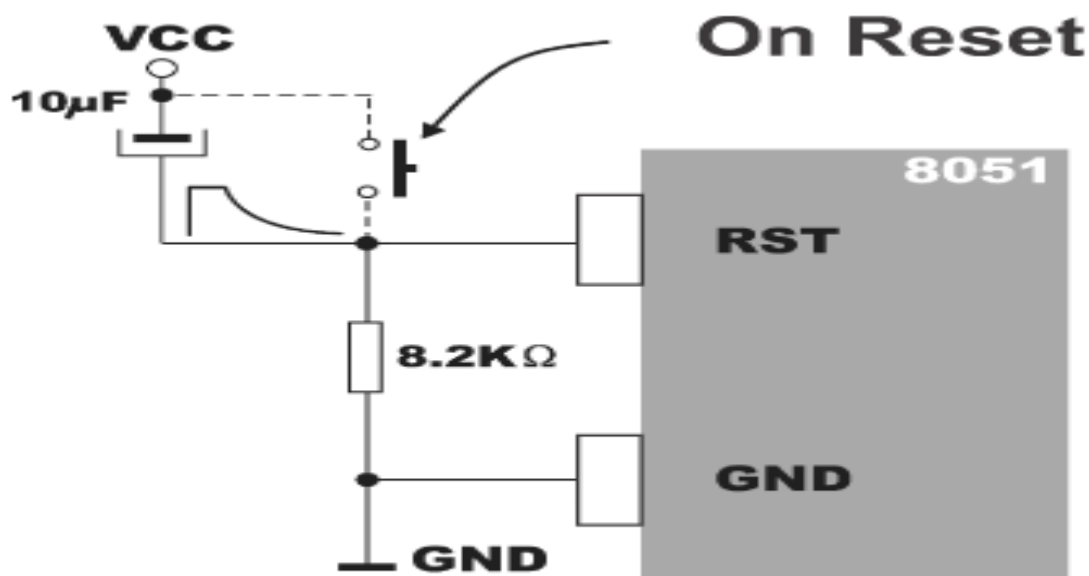 On Reset
VCC
10µF
8051
RST
8.2KΩ
GND
GND